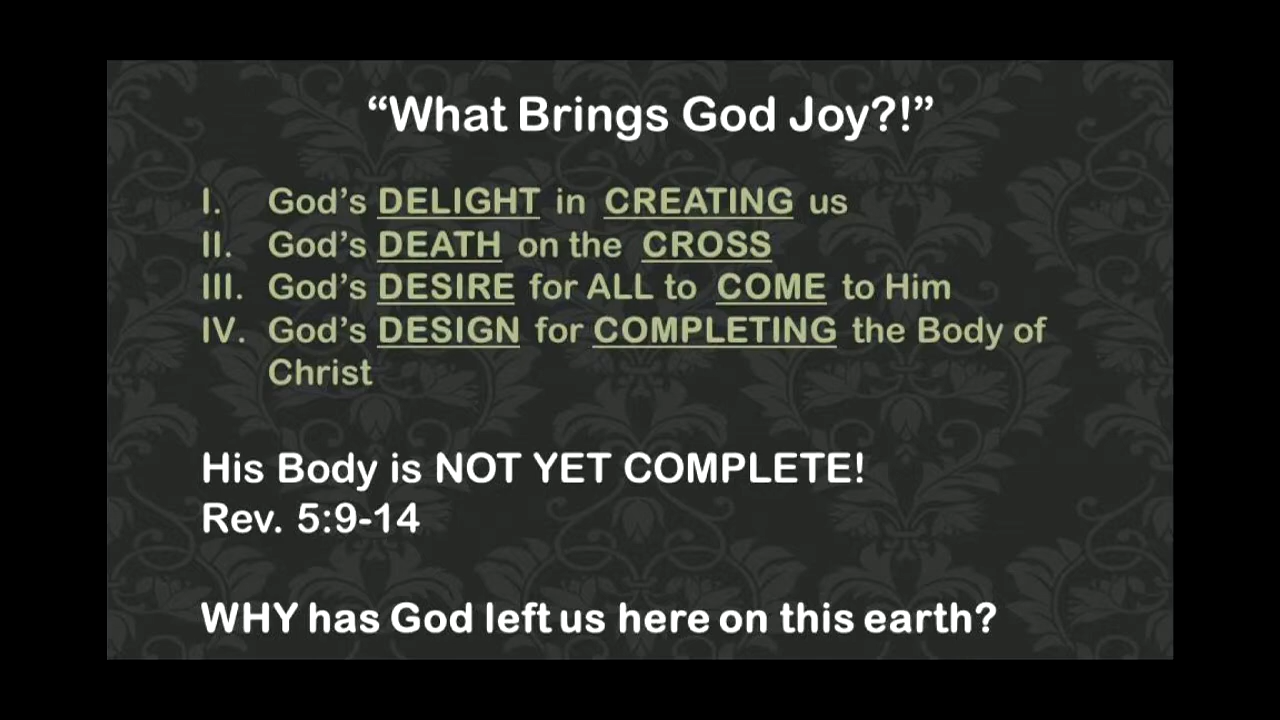 “What Brings God Joy?!”
I. God’s DELIGHT in CREATING us
II. God’s DEATH on the CROSS
III. God’s DESIRE for ALL to COME to Him
IV. God’s DESIGN for COMPLETING the Body of
Christ
His Body is NOT YET COMPLETE!
Rev. 5:9-14
WHY has God left us here on this earth?